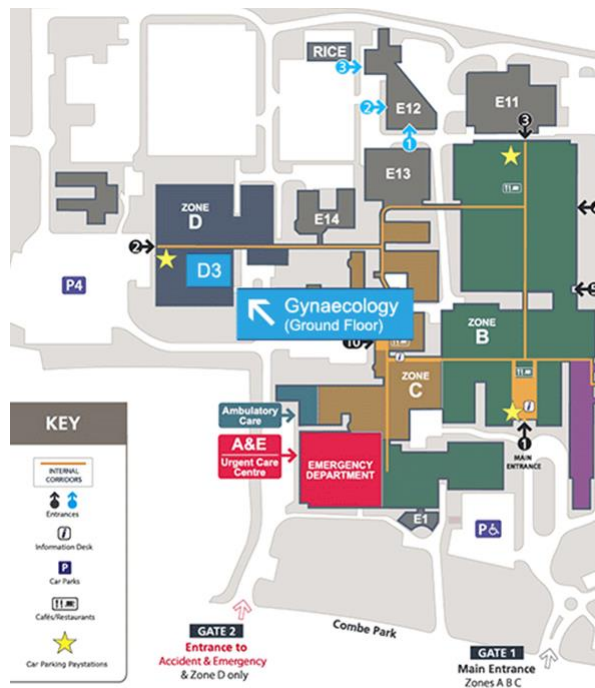 RICE
3
2
E12
1
E11
3
E13
ZONE
D
E14
2
D3
P4
Gynaecology
(Ground Floor)
10
i
ZONE
B
ZONE
C
i
1
MAIN
ENTRANCE
Ambulatory
Care
A&E
Urgent Care
Centre
EMERGENCY
DEPARTMENT
E1
P
KEY
INTERNAL
CORRIDORS
Entrances
i
Information Desk
P
Car Parks
Cafés/Restaurants
Car Parking Paystations
GATE 2
Entrance to
Accident & Emergency
& Zone D only
Combe Park
GATE 1
Main Entrance
Zones A B C